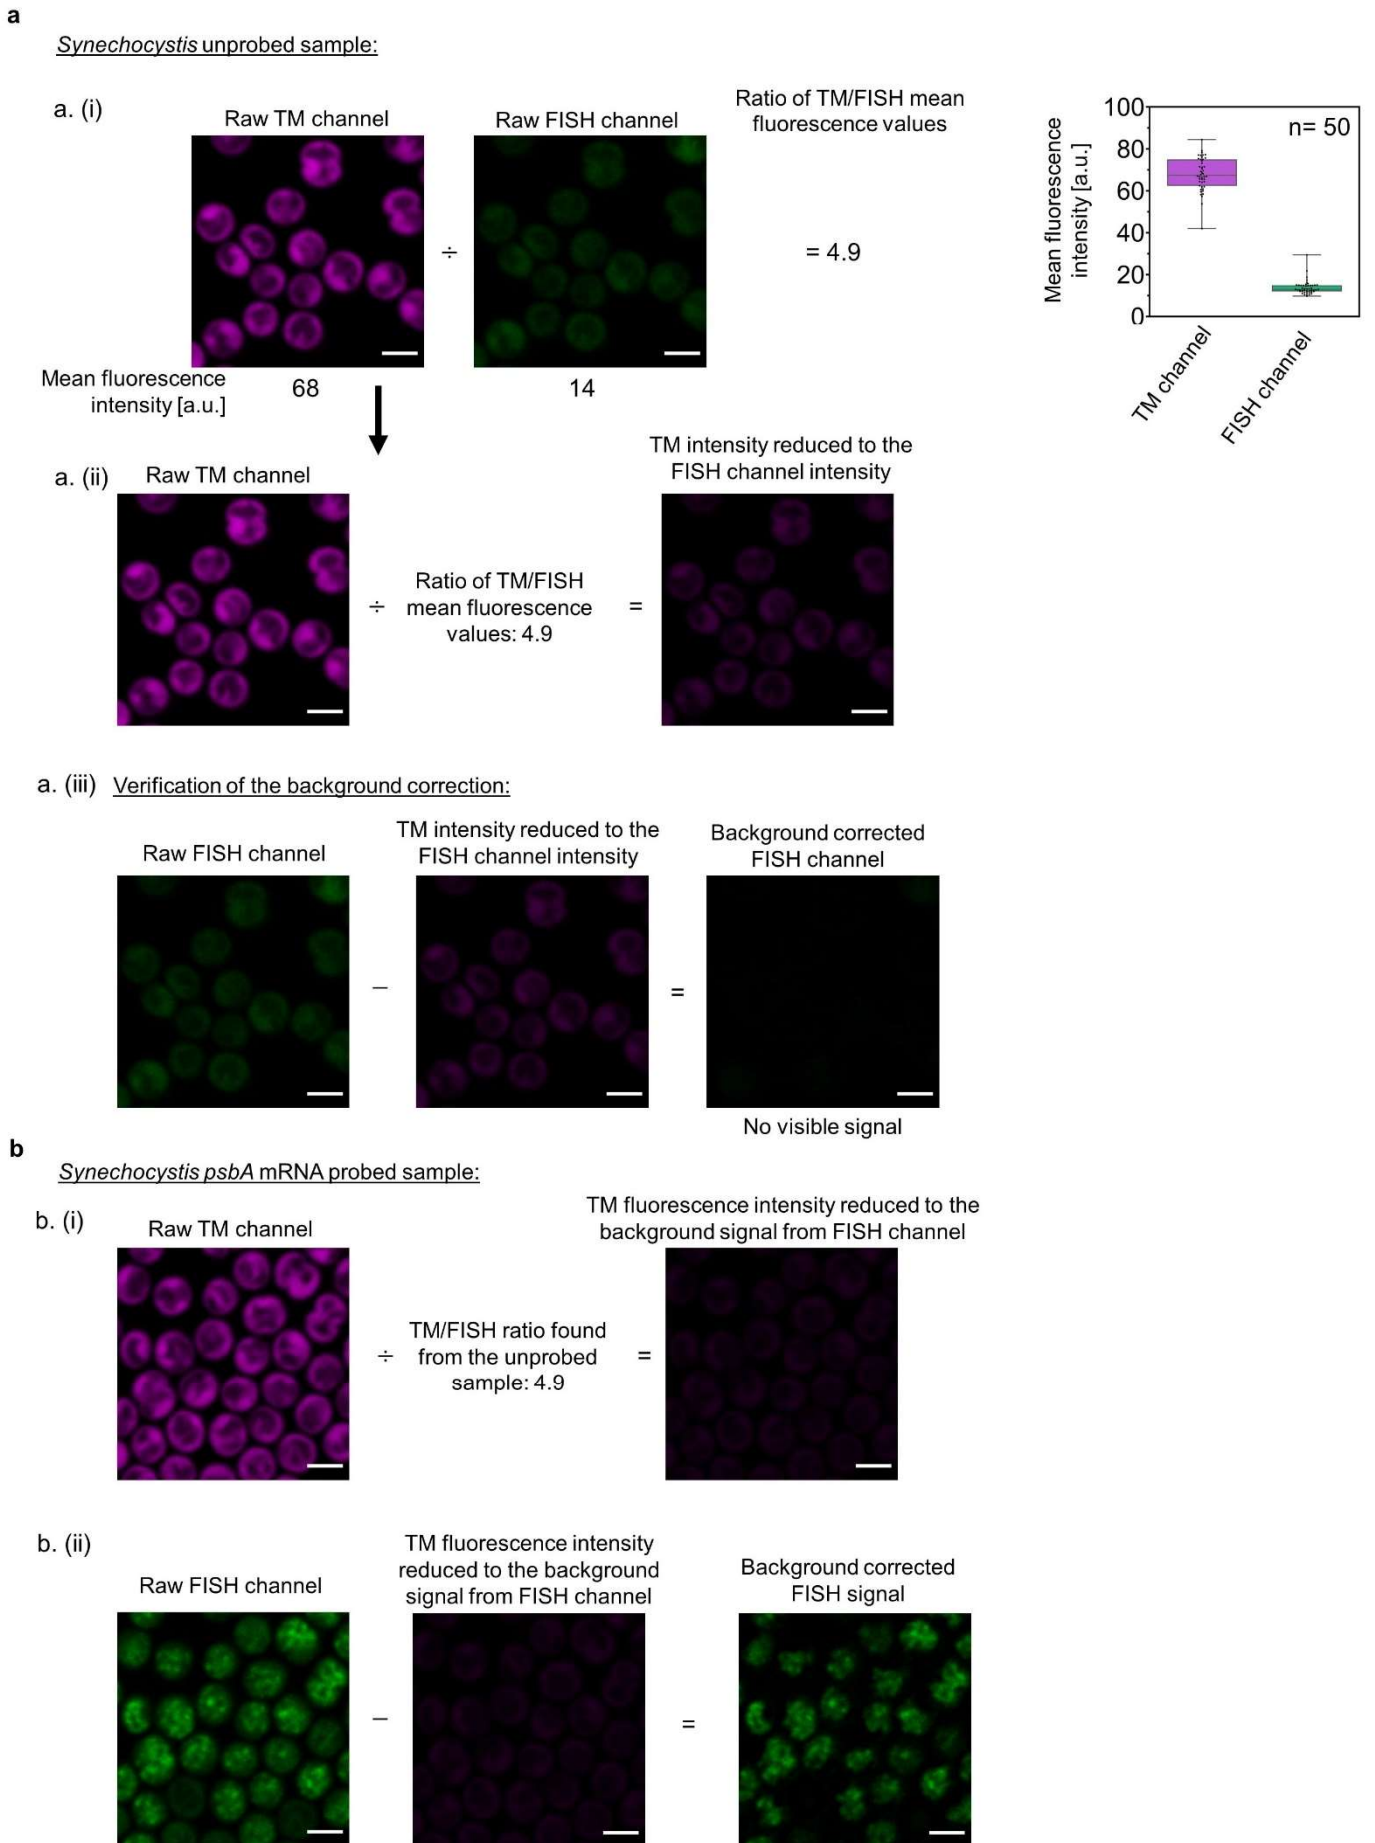 a
Synechocystis unprobed sample:
a. (i)
Raw TM channel
Raw FISH channel
Ratio of TM/FISH mean
fluorescence values
÷
= 4.9
Mean fluorescence
intensity [a.u.]
68
14
Mean fluorescence
intensity [a.u.]
100
80
60
40
20
0
n= 50
TM channel
FISH channel
a. (ii)
Raw TM channel
÷
Ratio of TM/FISH
mean fluorescence
values: 4.9
=
TM intensity reduced to the
FISH channel intensity
a. (iii) Verification of the background correction:
Raw FISH channel
−
TM intensity reduced to the
FISH channel intensity
=
Background corrected
FISH channel
No visible signal
b
Synechocystis psbA mRNA probed sample:
b. (i)
Raw TM channel
÷
TM/FISH ratio found
from the unprobed
sample: 4.9
=
TM fluorescence intensity reduced to the
background signal from FISH channel
b. (ii)
Raw FISH channel
−
TM fluorescence intensity
reduced to the background
signal from FISH channel
=
Background corrected
FISH signal